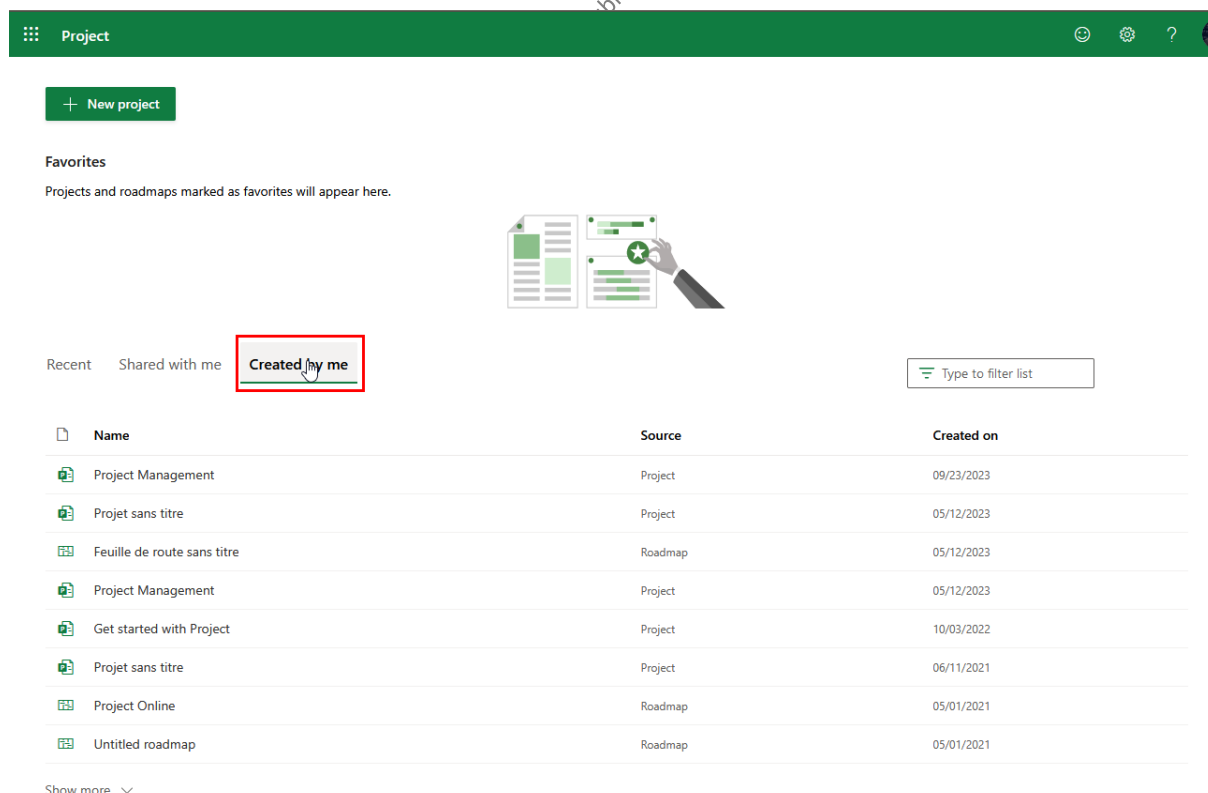 Project
?
+ New project
Favorites
Projects and roadmaps marked as favorites will appear here.
Recent Shared with me Created by me
Type to filter list
Name Source Created on
Project Management Project 09/23/2023
Projet sans titre Project 05/12/2023
Feuille de route sans titre Roadmap 05/12/2023
Project Management Project 05/12/2023
Get started with Project Project 10/03/2022
Projet sans titre Project 06/11/2021
Project Online Roadmap 05/01/2021
Untitled roadmap Roadmap 05/01/2021
Show more